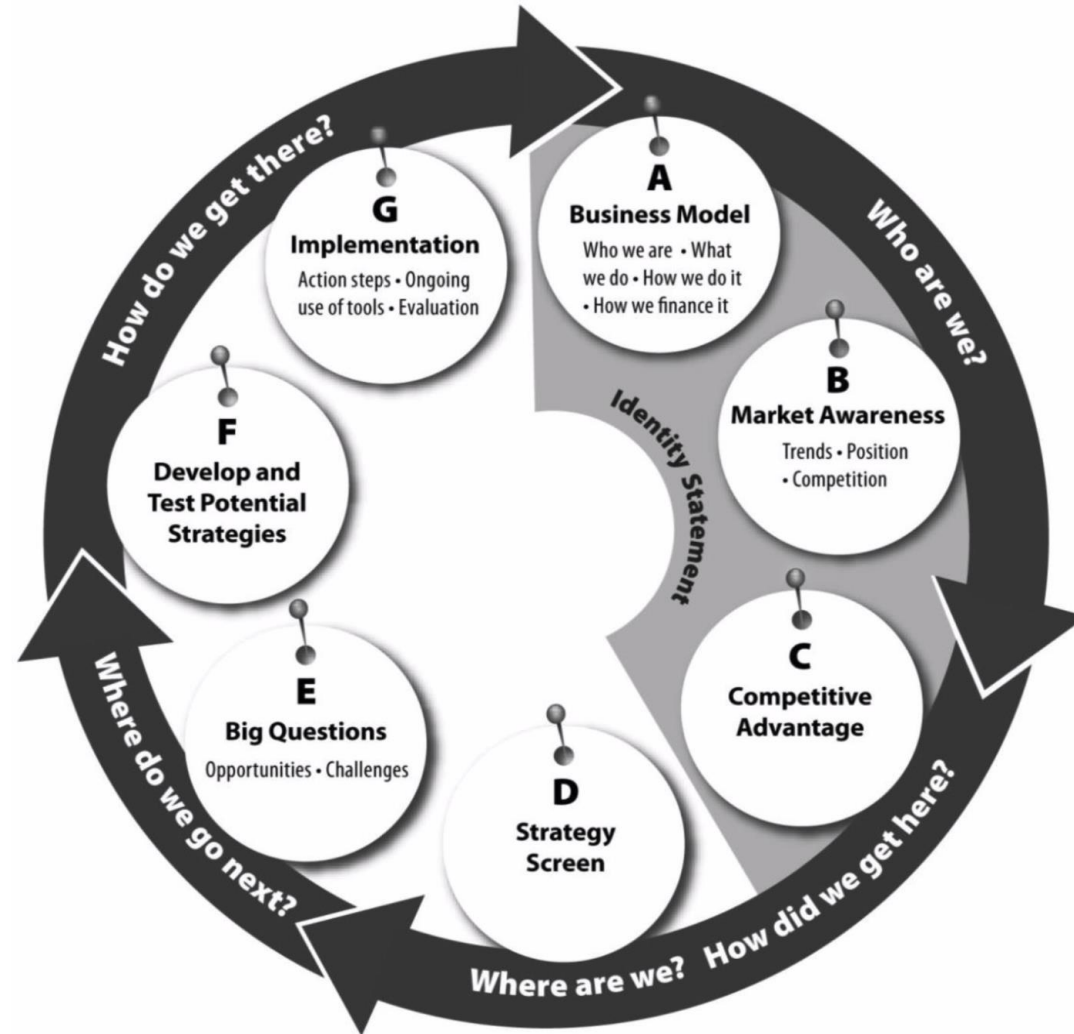 A
Business Model
Who we are • What
we do • How we do it
• How we finance it
B
Market Awareness
Trends • Position
• Competition
C
Competitive
Advantage
D
Strategy
Screen
E
Big Questions
Opportunities • Challenges
F
Develop and
Test Potential
Strategies
G
Implementation
Action steps • Ongoing
use of tools • Evaluation
Identity Statement
Who are we?
How did we get here?
Where are we?
Where do we go next?
How do we get there?